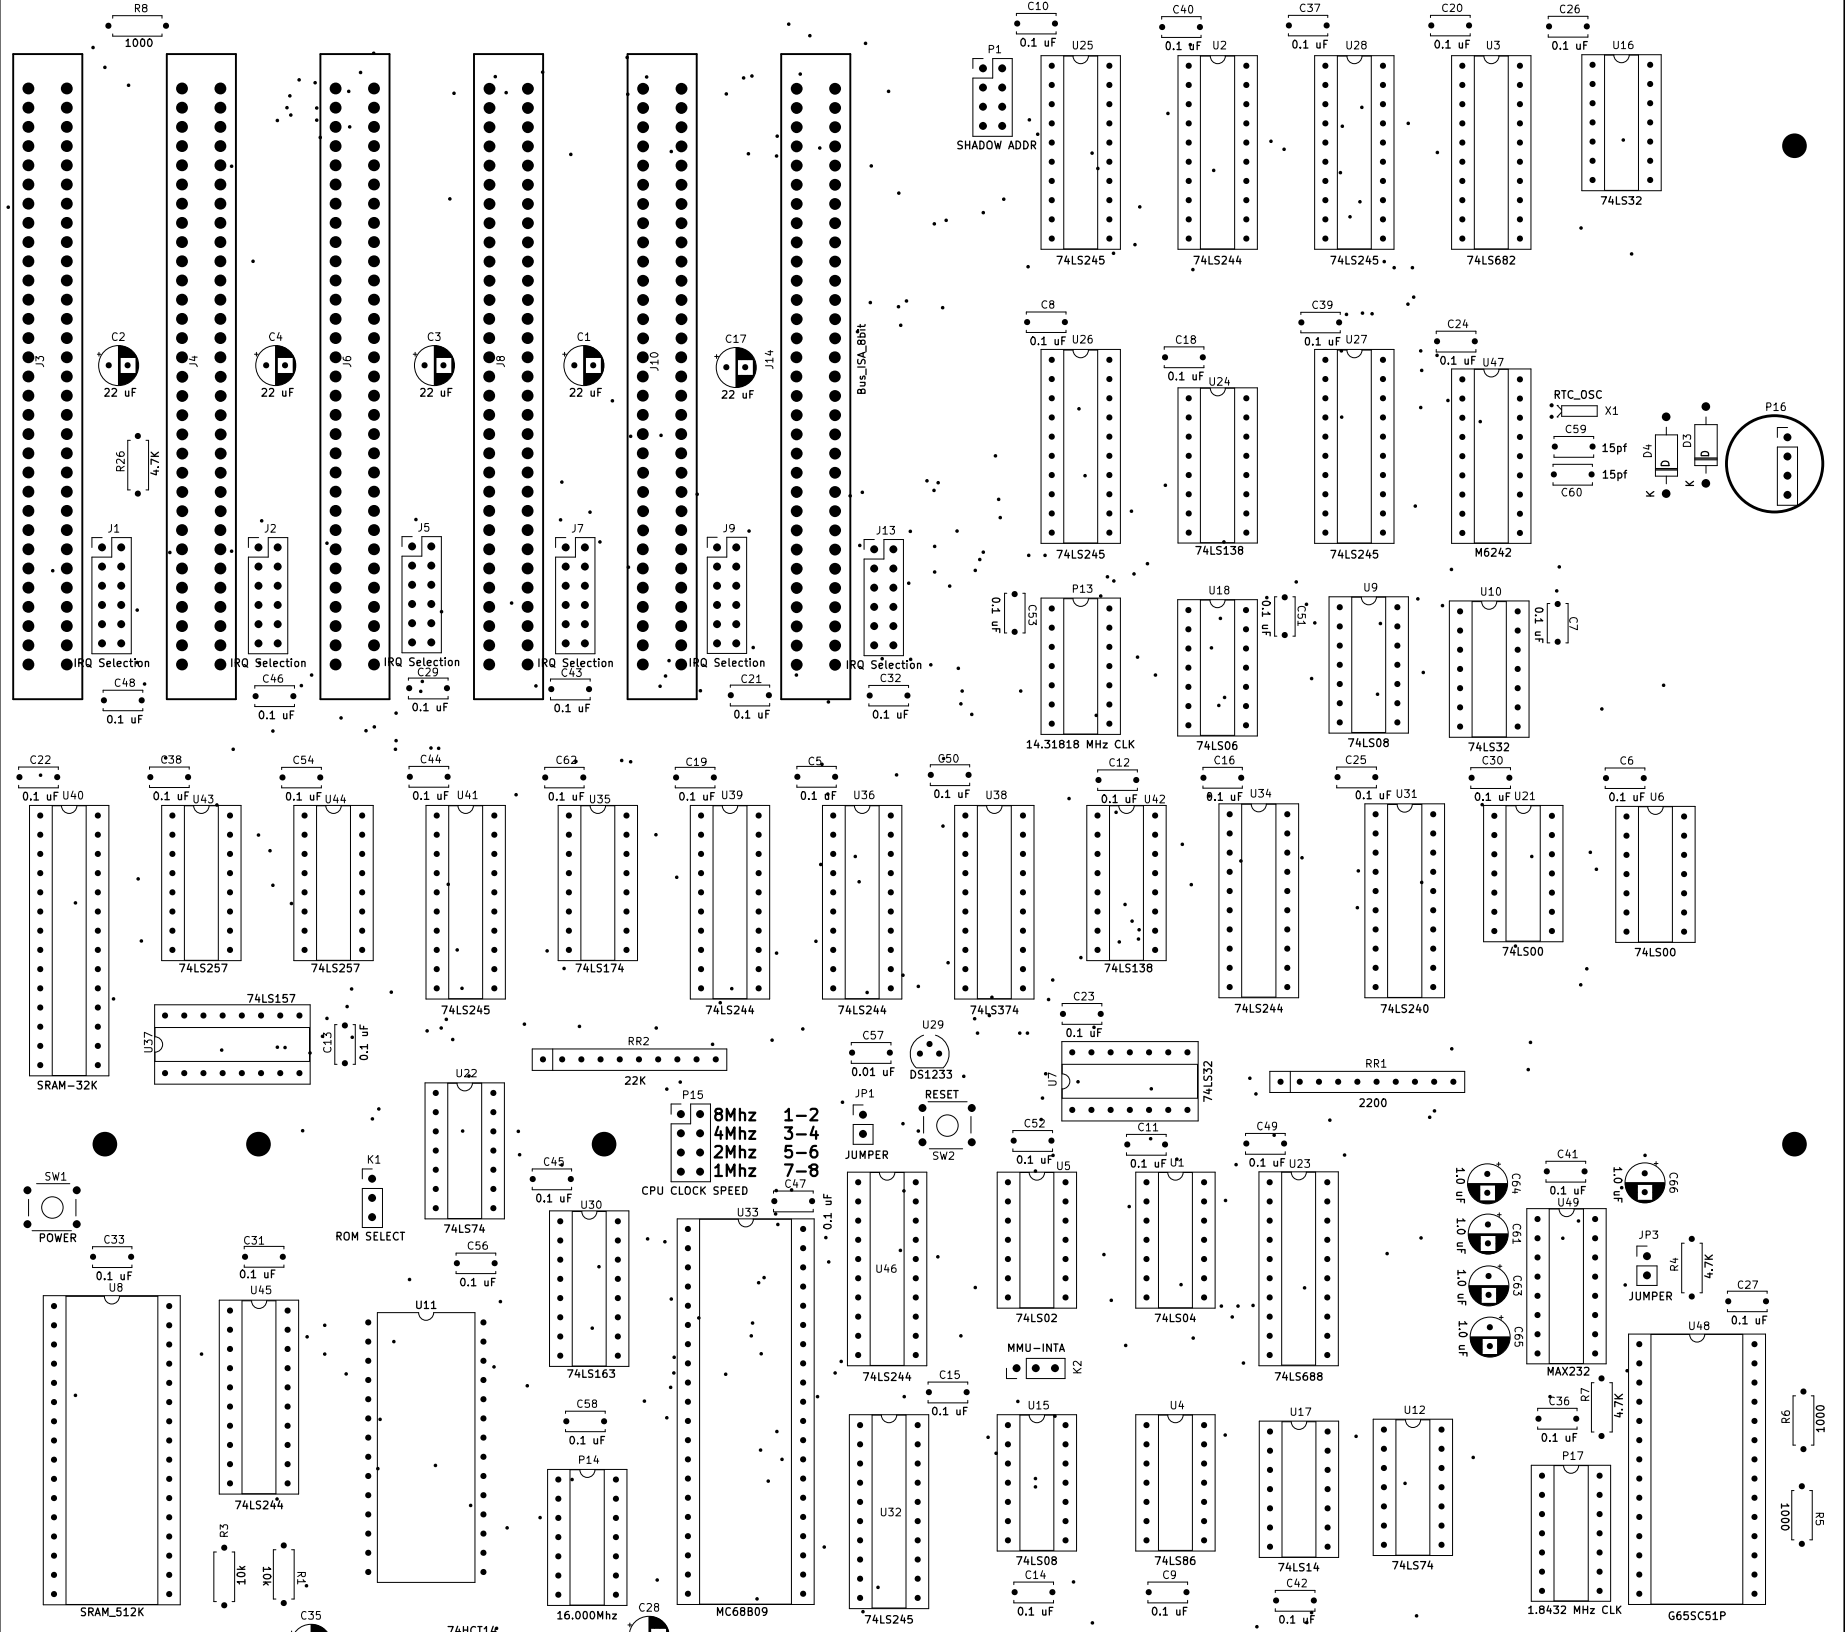 R8
1000
C10
0.1 uF
C40
0.1 uF
C37
0.1 uF
C20
0.1 uF
C26
0.1 uF
P1
SHADOW ADDR
U25
74LS245
U2
74LS244
U28
74LS245
U3
74LS682
U16
74LS32
J3
J4
J6
J8
J10
J14
Bus_ISA_8bit
C2
22 uF
C4
22 uF
C3
22 uF
C1
22 uF
C17
22 uF
C8
0.1 uF
C18
0.1 uF
C39
0.1 uF
C24
0.1 uF
U26
74LS245
U24
74LS138
U27
74LS245
U47
M6242
RTC_OSC
X1
C59
15pf
15pf
C60
D4
D
K
D3
D
K
P16
R26
4.7K
J1
IRQ Selection
J2
IRQ Selection
J5
IRQ Selection
J7
IRQ Selection
J9
IRQ Selection
J13
IRQ Selection
C48
0.1 uF
C46
0.1 uF
C29
0.1 uF
C43
0.1 uF
C21
0.1 uF
C32
0.1 uF
0.1 uF
C53
P13
14.31818 MHz CLK
U18
74LS06
0.1 uF
C51
U9
74LS08
U10
74LS32
0.1 uF
C7
C22
0.1 uF
U40
SRAM-32K
C38
0.1 uF
U43
74LS257
C54
0.1 uF
U44
74LS257
C44
0.1 uF
U41
74LS245
C62
0.1 uF
U35
74LS174
C19
0.1 uF
U39
74LS244
C5
0.1 uF
U36
74LS244
C50
0.1 uF
U38
74LS374
C12
0.1 uF
U42
74LS138
C16
0.1 uF
U34
74LS244
C25
0.1 uF
U31
74LS240
C30
0.1 uF
U21
74LS00
C6
0.1 uF
U6
74LS00
74LS157
U37
C13
0.1 uF
RR2
22K
C57
0.01 uF
U29
DS1233
C23
0.1 uF
U7
74LS32
RR1
2200
U22
74LS74
P15
8Mhz 1-2
4Mhz 3-4
2Mhz 5-6
1Mhz 7-8
CPU CLOCK SPEED
JP1
JUMPER
RESET
SW2
C52
0.1 uF
C11
0.1 uF
C49
0.1 uF
SW1
POWER
K1
ROM SELECT
C45
0.1 uF
C47
0.1 uF
C33
0.1 uF
C31
0.1 uF
C56
0.1 uF
U30
74LS163
U33
MC68B09
U46
74LS244
U5
74LS02
U1
74LS04
U23
74LS688
1.0 uF
C64
1.0 uF
C61
1.0 uF
C63
1.0 uF
C65
C41
0.1 uF
U49
MAX232
1.0 uF
C66
JP3
JUMPER
R4
4.7K
C27
0.1 uF
U8
SRAM_512K
U45
74LS244
U11
MMU-INTA
K2
C15
0.1 uF
C58
0.1 uF
P14
16.000Mhz
U32
74LS245
U15
74LS08
U4
74LS86
U17
74LS14
U12
74LS74
C36
0.1 uF
R7
4.7K
P17
1.8432 MHz CLK
U48
G65SC51P
R6
1000
1000
R5
R3
10k
10k
R1
C14
0.1 uF
C9
0.1 uF
C42
0.1 uF
C35
C28
74HCT14